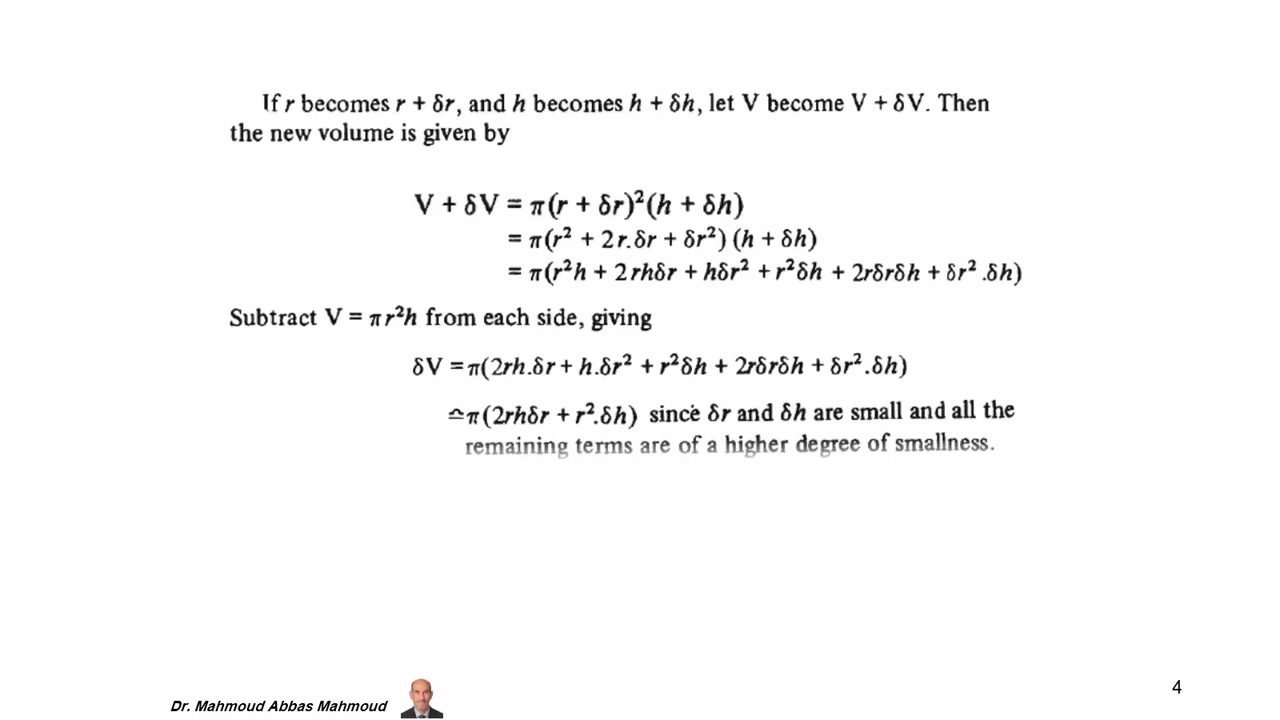 If r becomes r + δr, and h becomes h + δh, let V become V + δV. Then
the new volume is given by
V + δV = π(r + δr)²(h + δh)
= π(r² + 2r.δr + δr²) (h + δh)
= π(r²h + 2rhδr + hδr² + r²δh + 2rδrδh + δr².δh)
Subtract V = πr²h from each side, giving
δV = π(2rh.δr + h.δr² + r²δh + 2rδrδh + δr².δh)
≏ π(2rhδr + r².δh) since δr and δh are small and all the
remaining terms are of a higher degree of smallness.
Dr. Mahmoud Abbas Mahmoud
4